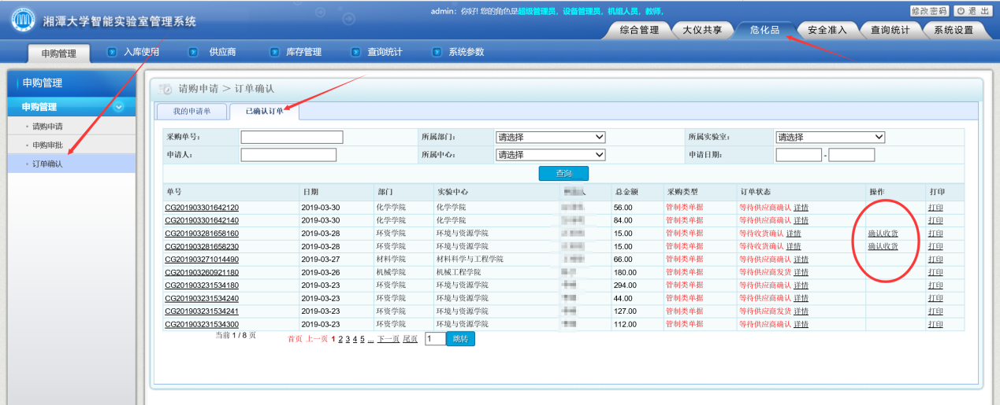 admin：你好! 您的角色是超级管理员，设备管理员，机组人员，教师，
修改密码 退 出
湘潭大学智能实验室管理系统
综合管理 大仪共享 危化品 安全准入 查询统计 系统设置
申购管理 入库使用 供应商 库存管理 查询统计 系统参数
申购管理
申购管理
请购申请
申购审批
订单确认
请购申请 > 订单确认
我的申请单 已确认订单
采购单号： 所属部门： 请选择 所属实验室： 请选择
申请人： 所属中心： 请选择 申请日期： -
查询
单号 日期 部门 实验中心 人 总金额 采购类型 订单状态 操作 打印
CG201903301642120 2019-03-30 化学学院 化学学院 56.00 管制类单据 等待供应商确认 详情 打印
CG201903301642140 2019-03-30 化学学院 化学学院 84.00 管制类单据 等待供应商确认 详情 打印
CG201903281658160 2019-03-28 环资学院 环境与资源学院 15.00 管制类单据 等待收货确认 详情 确认收货 打印
CG201903281658230 2019-03-28 环资学院 环境与资源学院 15.00 管制类单据 等待收货确认 详情 确认收货 打印
CG201903271014490 2019-03-27 材料学院 材料科学与工程学院 66.00 管制类单据 等待供应商确认 详情 打印
CG201903260921180 2019-03-26 机械学院 机械工程学院 180.00 管制类单据 等待供应商发货 详情 打印
CG201903231534180 2019-03-23 环资学院 环境与资源学院 294.00 管制类单据 等待供应商确认 详情 打印
CG201903231534240 2019-03-23 环资学院 环境与资源学院 44.00 管制类单据 等待供应商确认 详情 打印
CG201903231534241 2019-03-23 环资学院 环境与资源学院 127.00 管制类单据 等待供应商发货 详情 打印
CG201903231534300 2019-03-23 环资学院 环境与资源学院 112.00 管制类单据 等待供应商确认 详情 打印
当前 1 / 8 页 首页 上一页 1 2 3 4 5 ... 下一页 尾页 1 跳转